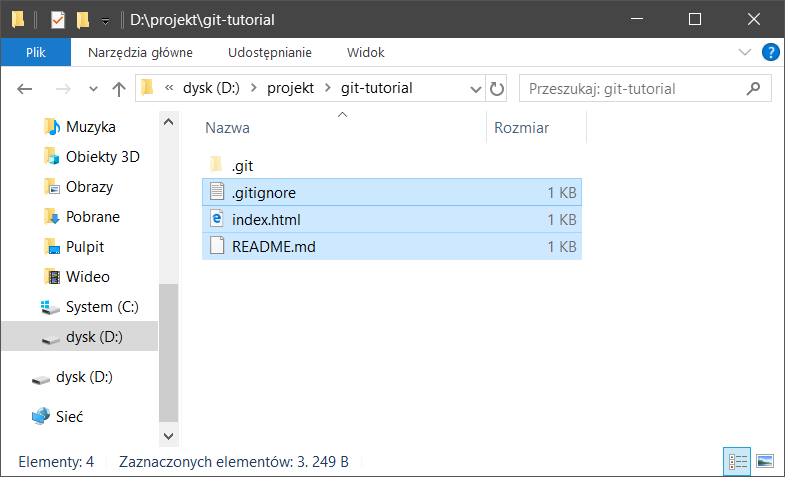 D:\projekt\git-tutorial
Plik Narzędzia główne Udostępnianie Widok ?
« dysk (D:) > projekt > git-tutorial Przeszukaj: git-tutorial
Nazwa Rozmiar
Muzyka
Obiekty 3D
Obrazy
Pobrane
Pulpit
Wideo
System (C:)
dysk (D:)
dysk (D:)
Sieć
.git
.gitignore 1 KB
index.html 1 KB
README.md 1 KB
Elementy: 4 Zaznaczonych elementów: 3. 249 B